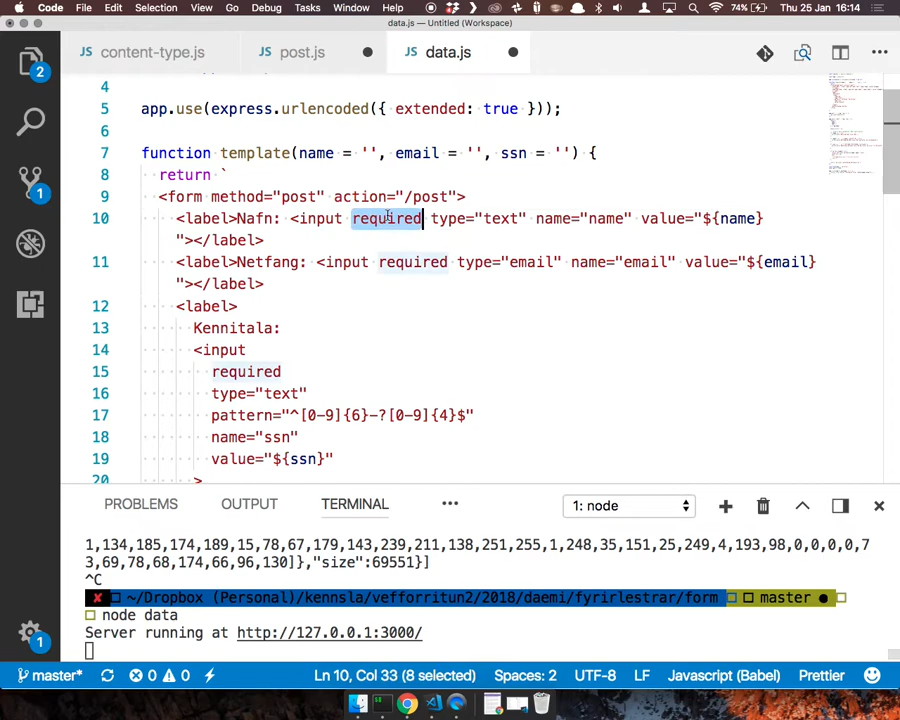 Code File Edit Selection View Go Debug Tasks Window Help 74% Thu 25 Jan 16:14
data.js — Untitled (Workspace)
JS content-type.js JS post.js JS data.js
4
5 app.use(express.urlencoded({ extended: true }));
6
7 function template(name = '', email = '', ssn = '') {
8 return `
9 <form method="post" action="/post">
10 <label>Nafn: <input required type="text" name="name" value="${name}
"></label>
11 <label>Netfang: <input required type="email" name="email" value="${email}
"></label>
12 <label>
13 Kennitala:
14 <input
15 required
16 type="text"
17 pattern="^[0-9]{6}-?[0-9]{4}$"
18 name="ssn"
19 value="${ssn}"
20 >
2
1
1
PROBLEMS OUTPUT TERMINAL ••• 1: node
1,134,185,174,189,15,78,67,179,143,239,211,138,251,255,1,248,35,151,25,249,4,193,98,0,0,0,0,7
3,69,78,68,174,66,96,130]},"size":69551}]
^C
✘ ~/Dropbox (Personal)/kennsla/vefforritun2/2018/daemi/fyrirlestrar/form master ●
node data
Server running at http://127.0.0.1:3000/
master* 0 0 Ln 10, Col 33 (8 selected) Spaces: 2 UTF-8 LF Javascript (Babel) Prettier